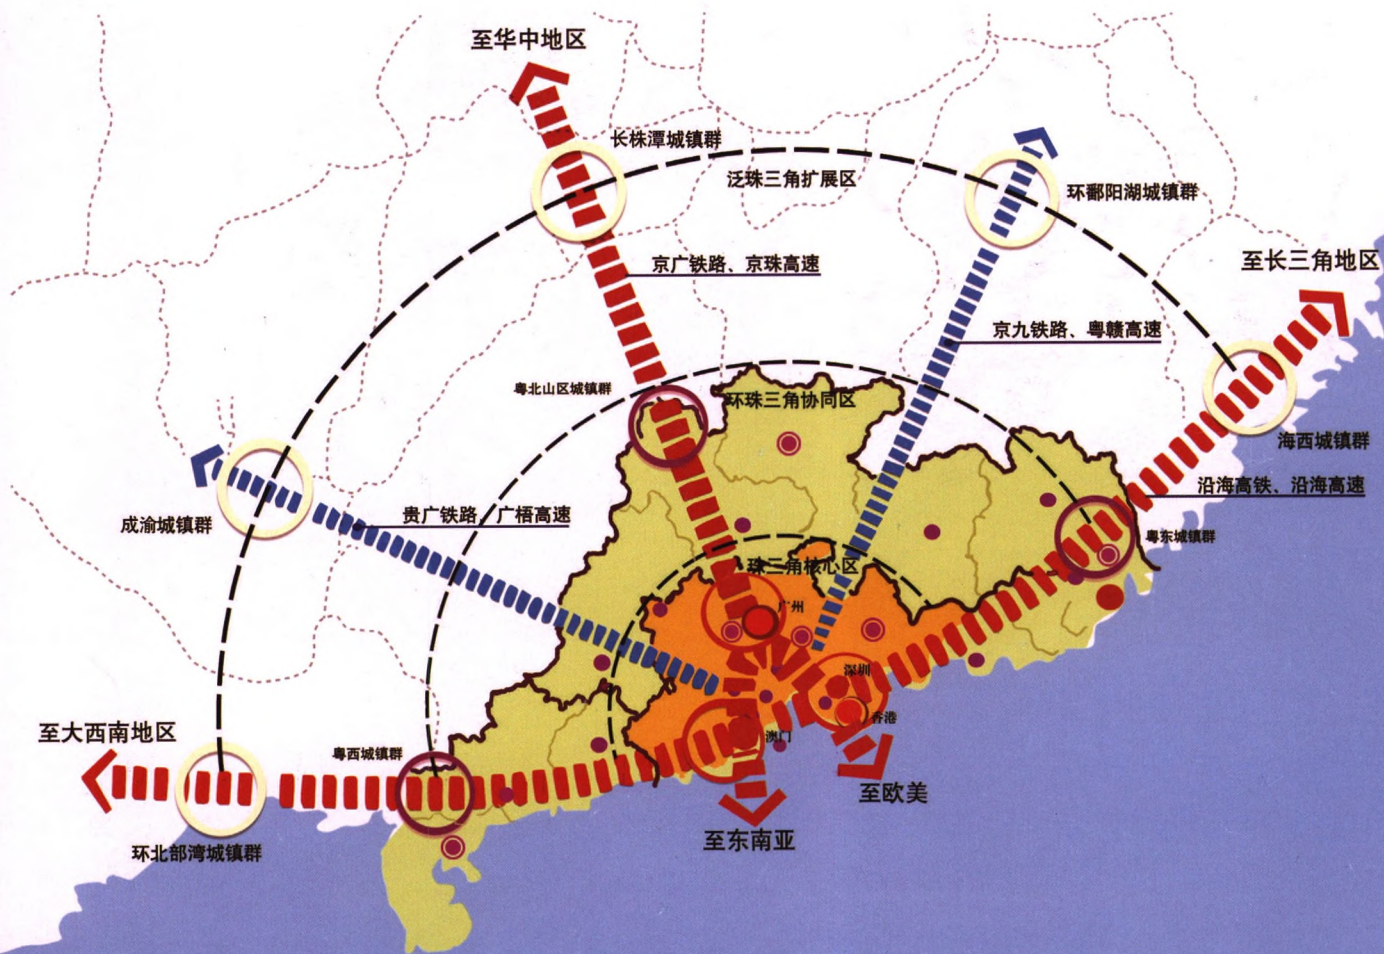 至华中地区
长株潭城镇群
泛珠三角扩展区
环鄱阳湖城镇群
至长三角地区
京广铁路、京珠高速
京九铁路、粤赣高速
粤北山区城镇群
环珠三角协同区
海西城镇群
沿海高铁、沿海高速
成渝城镇群
贵广铁路、广梧高速
粤东城镇群
珠三角核心区
广州
深圳
香港
澳门
至大西南地区
粤西城镇群
至欧美
至东南亚
环北部湾城镇群